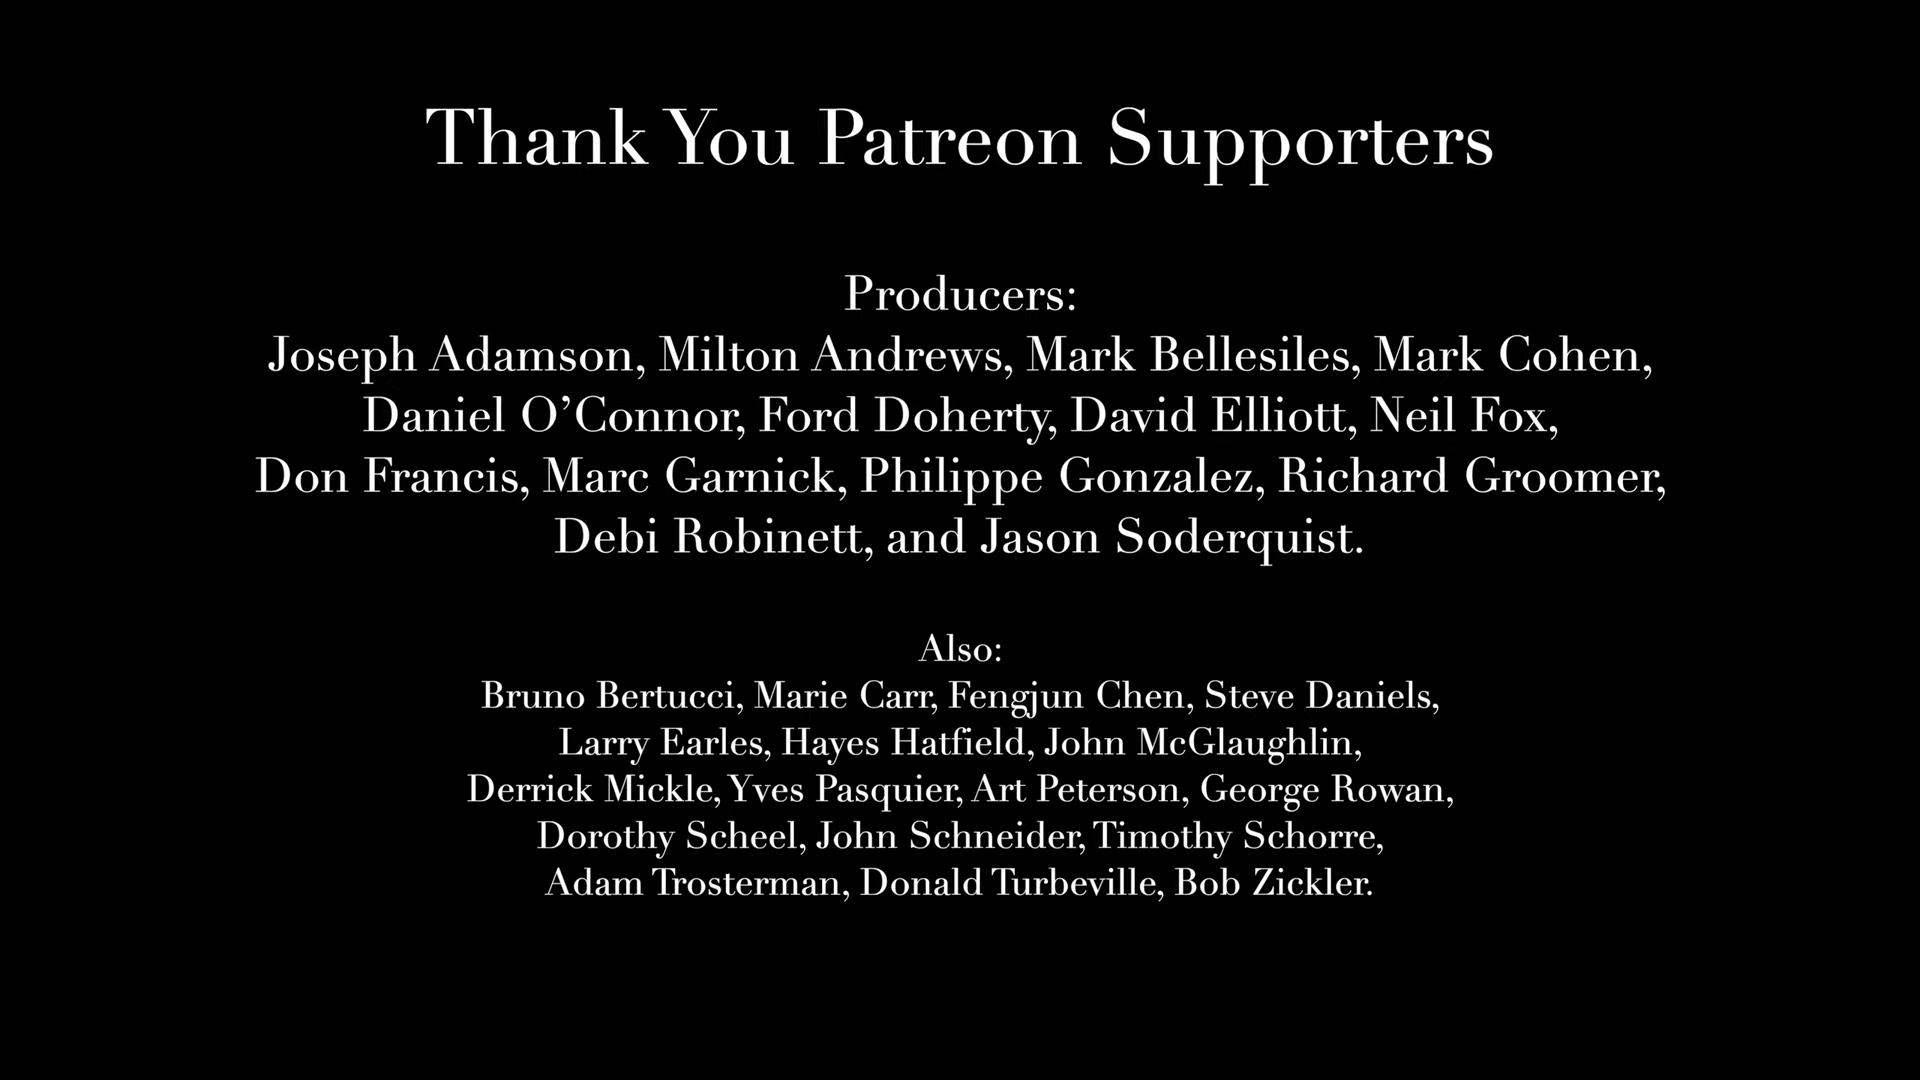 Thank You Patreon Supporters
Producers:
Joseph Adamson, Milton Andrews, Mark Bellesiles, Mark Cohen,
Daniel O’Connor, Ford Doherty, David Elliott, Neil Fox,
Don Francis, Marc Garnick, Philippe Gonzalez, Richard Groomer,
Debi Robinett, and Jason Soderquist.
Also:
Bruno Bertucci, Marie Carr, Fengjun Chen, Steve Daniels,
Larry Earles, Hayes Hatfield, John McGlaughlin,
Derrick Mickle, Yves Pasquier, Art Peterson, George Rowan,
Dorothy Scheel, John Schneider, Timothy Schorre,
Adam Trosterman, Donald Turbeville, Bob Zickler.